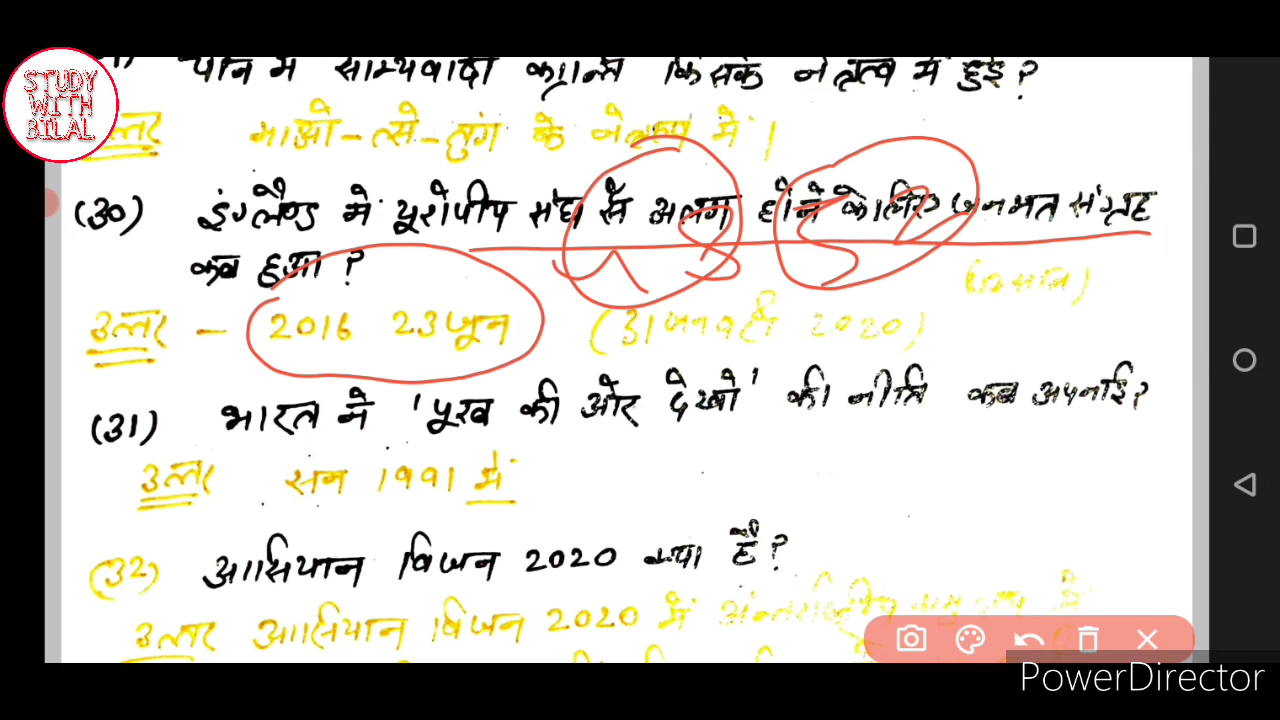 STUDY
WITH
BILAL
में साम्यवादी क्रान्ति किसके नेतृत्व में हुई?
उत्तर माओ-त्से-तुंग के नेतृत्व में।
(30) इंग्लैण्ड में यूरोपीय संघ से अलग होने के लिए जनमत संग्रह
कब हुआ?
उत्तर - 2016 23 जून (31 जनवरी 2020)
(31) भारत ने 'पूरब की ओर देखो' की नीति कब अपनाई?
उत्तर सन 1991 में
(32) आसियान विजन 2020 क्या है?
उत्तर आसियान विजन 2020 में अंन्तर्राष्ट्रीय में
PowerDirector